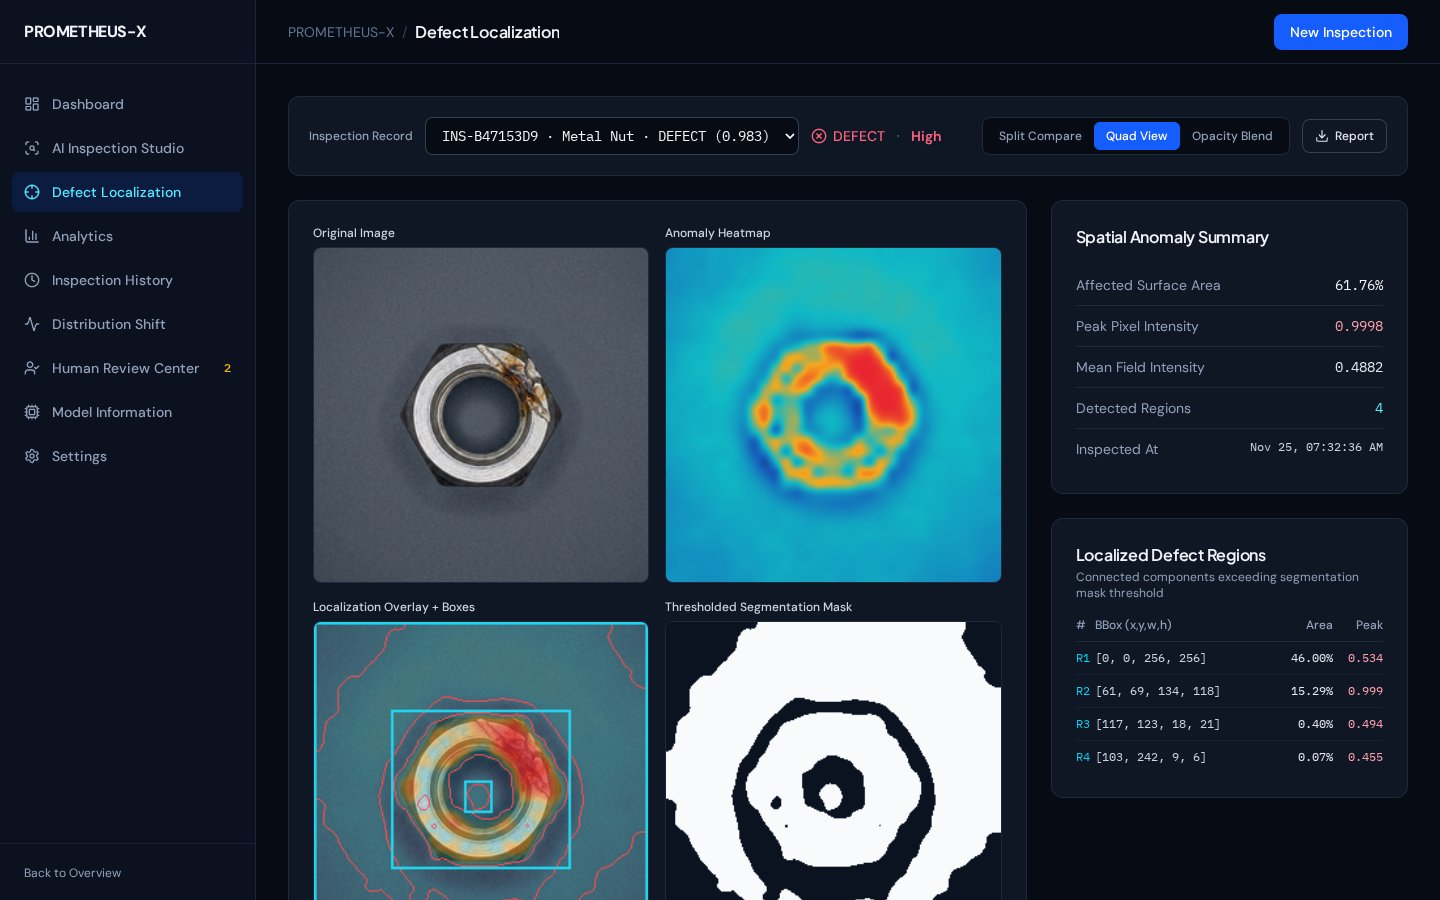 PROMETHEUS-X
PROMETHEUS-X / Defect Localization
New Inspection
Dashboard
AI Inspection Studio
Defect Localization
Analytics
Inspection History
Distribution Shift
Human Review Center 2
Model Information
Settings
Back to Overview
Inspection Record
INS-B47153D9 · Metal Nut · DEFECT (0.983)
DEFECT · High
Split Compare
Quad View
Opacity Blend
Report
Original Image
Anomaly Heatmap
Localization Overlay + Boxes
Thresholded Segmentation Mask
Spatial Anomaly Summary
Affected Surface Area 61.76%
Peak Pixel Intensity 0.9998
Mean Field Intensity 0.4882
Detected Regions 4
Inspected At Nov 25, 07:32:36 AM
Localized Defect Regions
Connected components exceeding segmentation
mask threshold
# BBox (x,y,w,h) Area Peak
R1 [0, 0, 256, 256] 46.00% 0.534
R2 [61, 69, 134, 118] 15.29% 0.999
R3 [117, 123, 18, 21] 0.40% 0.494
R4 [103, 242, 9, 6] 0.07% 0.455